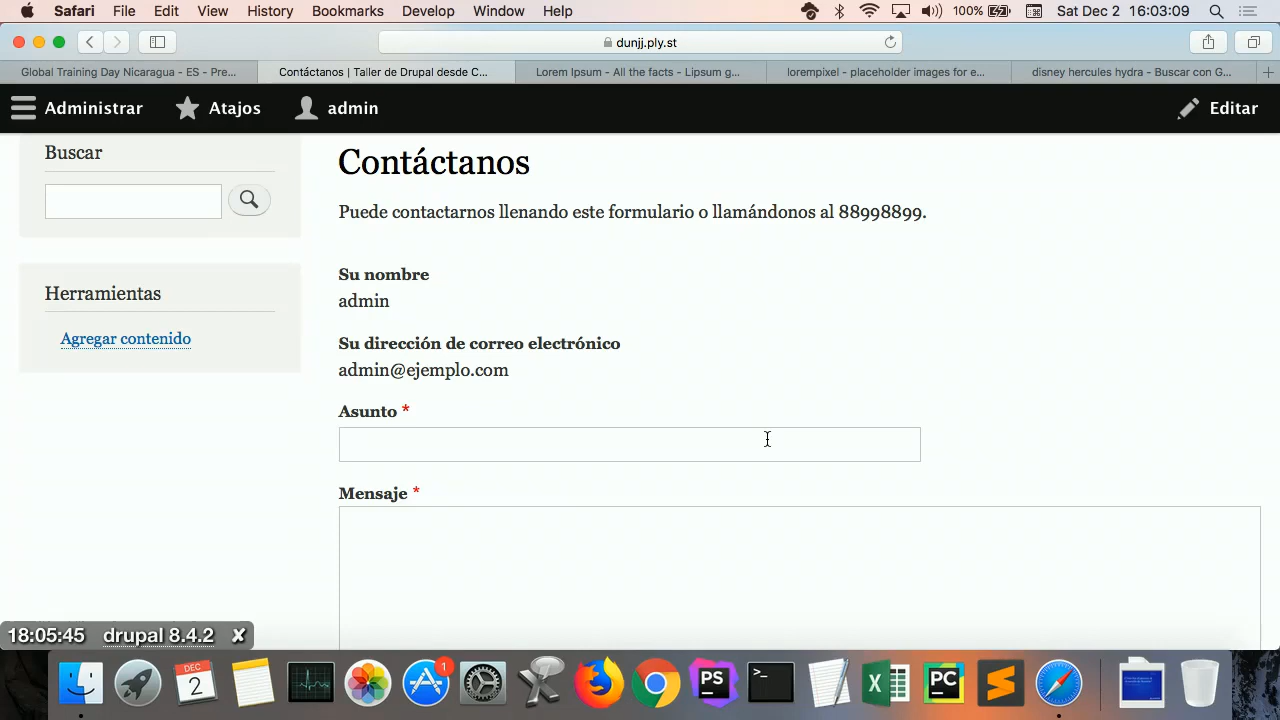 Safari File Edit View History Bookmarks Develop Window Help 100% Sat Dec 2 16:03:09
dunjj.ply.st
Global Training Day Nicaragua - ES - Pre... Contáctanos | Taller de Drupal desde C... Lorem Ipsum - All the facts - Lipsum g... lorempixel - placeholder images for e... disney hercules hydra - Buscar con G...
Administrar Atajos admin Editar
Buscar
Contáctanos
Puede contactarnos llenando este formulario o llamándonos al 88998899.
Su nombre
admin
Herramientas
Agregar contenido
Su dirección de correo electrónico
admin@ejemplo.com
Asunto *
Mensaje *
18:05:45 drupal 8.4.2 ✘
DEC
2
1
PS
>_
X
PC
S